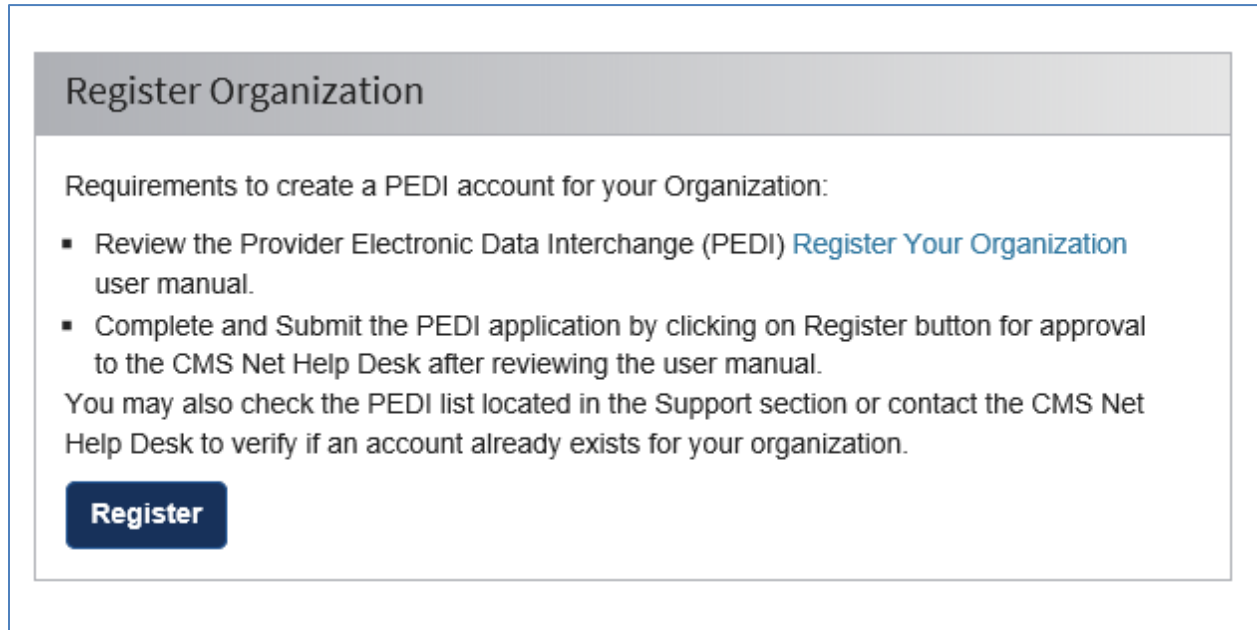 Register Organization
Requirements to create a PEDI account for your Organization:
▪ Review the Provider Electronic Data Interchange (PEDI) Register Your Organization
user manual.
▪ Complete and Submit the PEDI application by clicking on Register button for approval
to the CMS Net Help Desk after reviewing the user manual.
You may also check the PEDI list located in the Support section or contact the CMS Net
Help Desk to verify if an account already exists for your organization.
Register